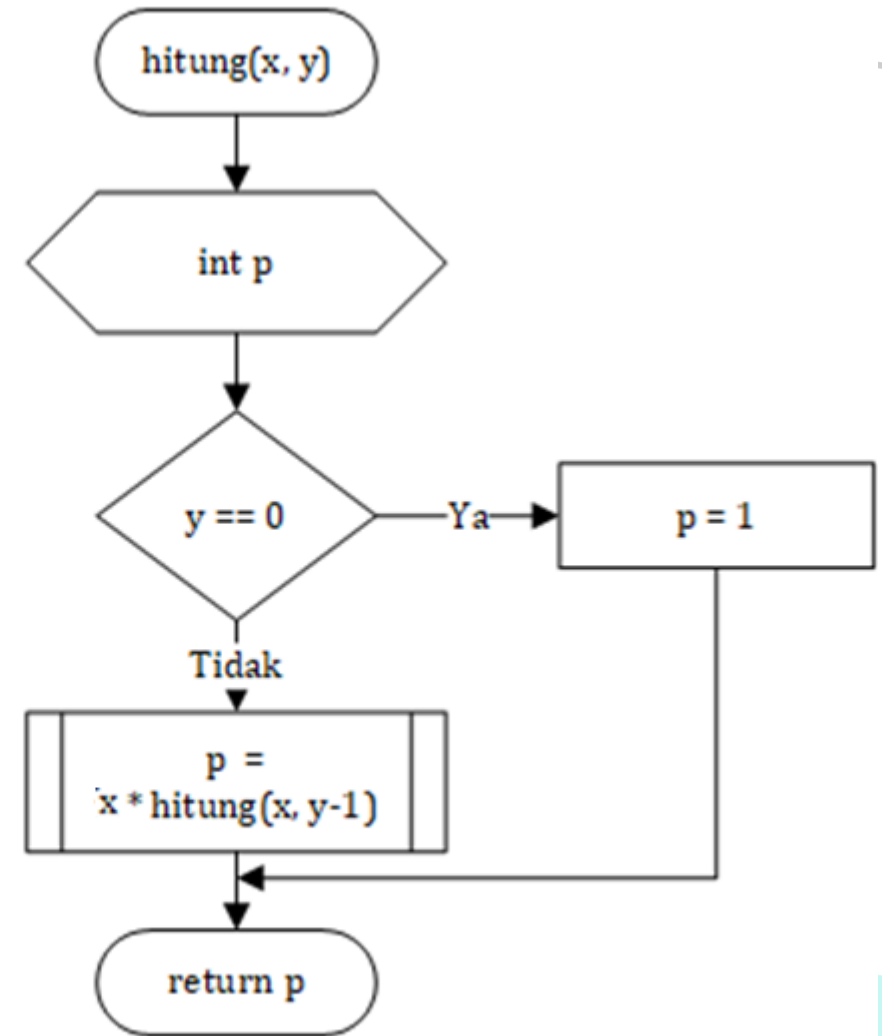 hitung(x, y)
int p
y == 0
Ya
p = 1
Tidak
p =
x * hitung(x, y-1)
return p